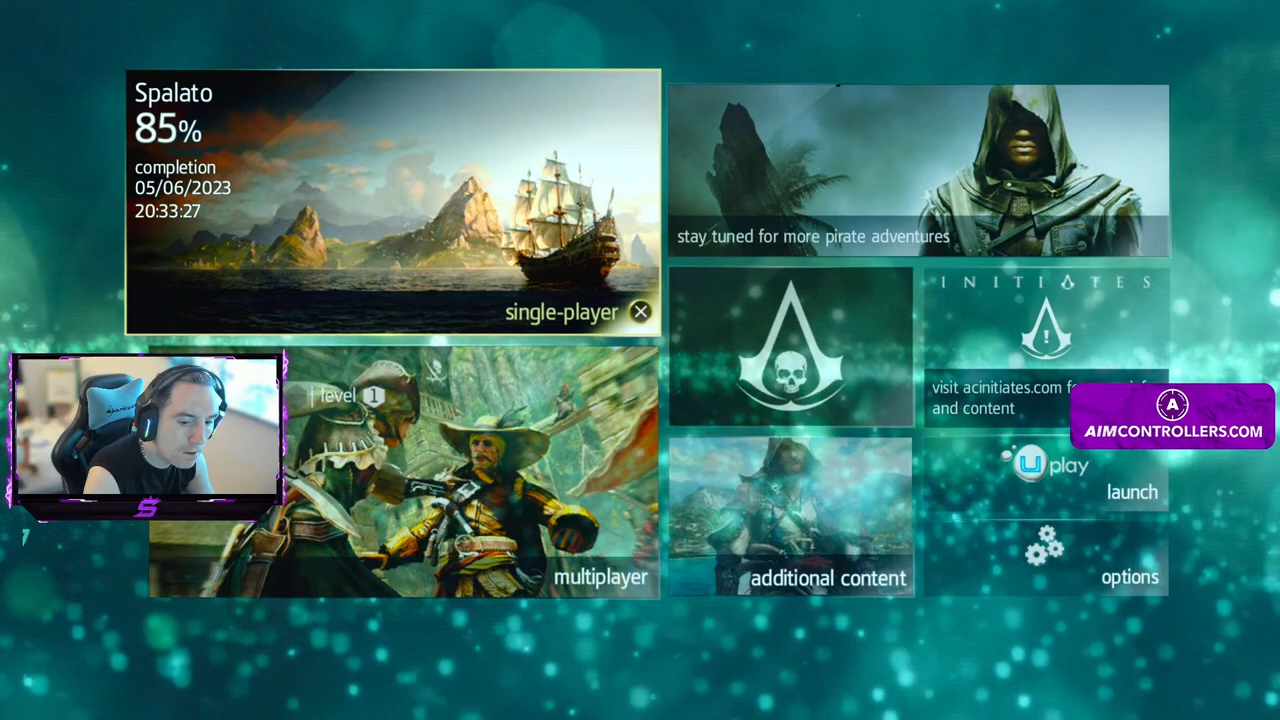 Spalato
85%
completion
05/06/2023
20:33:27
single-player
stay tuned for more pirate adventures
INITIATES
visit acinitiates.com
and content
level 1
multiplayer
additional content
U play
launch
options
A
AIMCONTROLLERS.COM
S